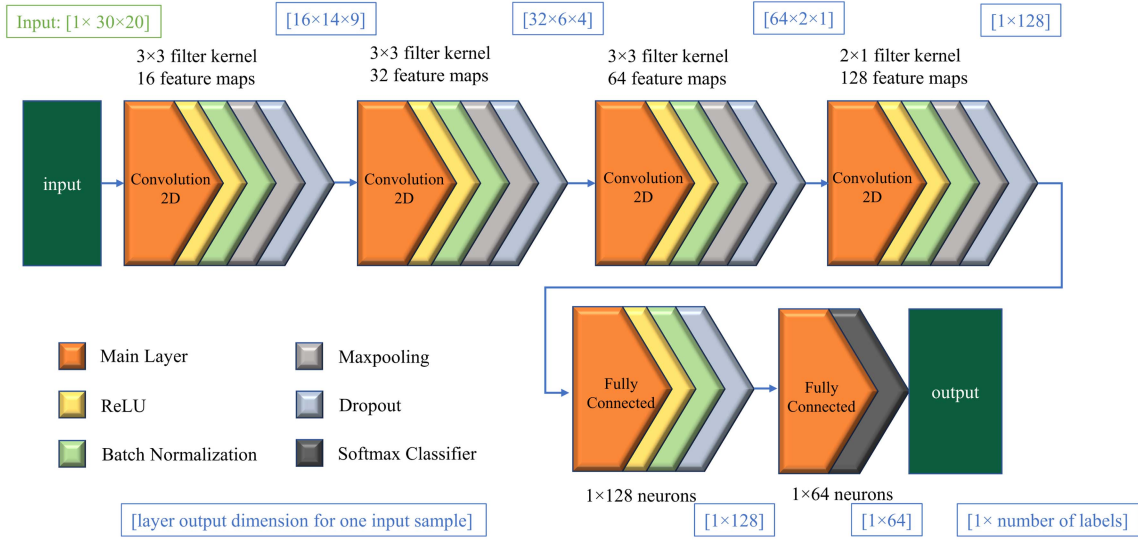 Input: [1× 30×20]
[16×14×9]
[32×6×4]
[64×2×1]
[1×128]
3×3 filter kernel
16 feature maps
3×3 filter kernel
32 feature maps
3×3 filter kernel
64 feature maps
2×1 filter kernel
128 feature maps
input
Convolution
2D
Convolution
2D
Convolution
2D
Convolution
2D
Main Layer
Maxpooling
ReLU
Dropout
Batch Normalization
Softmax Classifier
Fully
Connected
Fully
Connected
output
1×128 neurons
1×64 neurons
[layer output dimension for one input sample]
[1×128]
[1×64]
[1× number of labels]